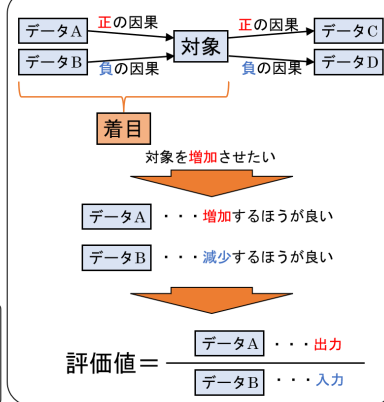 データA 正の因果 対象 正の因果 データC
データB 負の因果 負の因果 データD
着目
対象を増加させたい
データA ・・・増加するほうが良い
データB ・・・減少するほうが良い
評価値＝
データA ・・・出力
データB ・・・入力